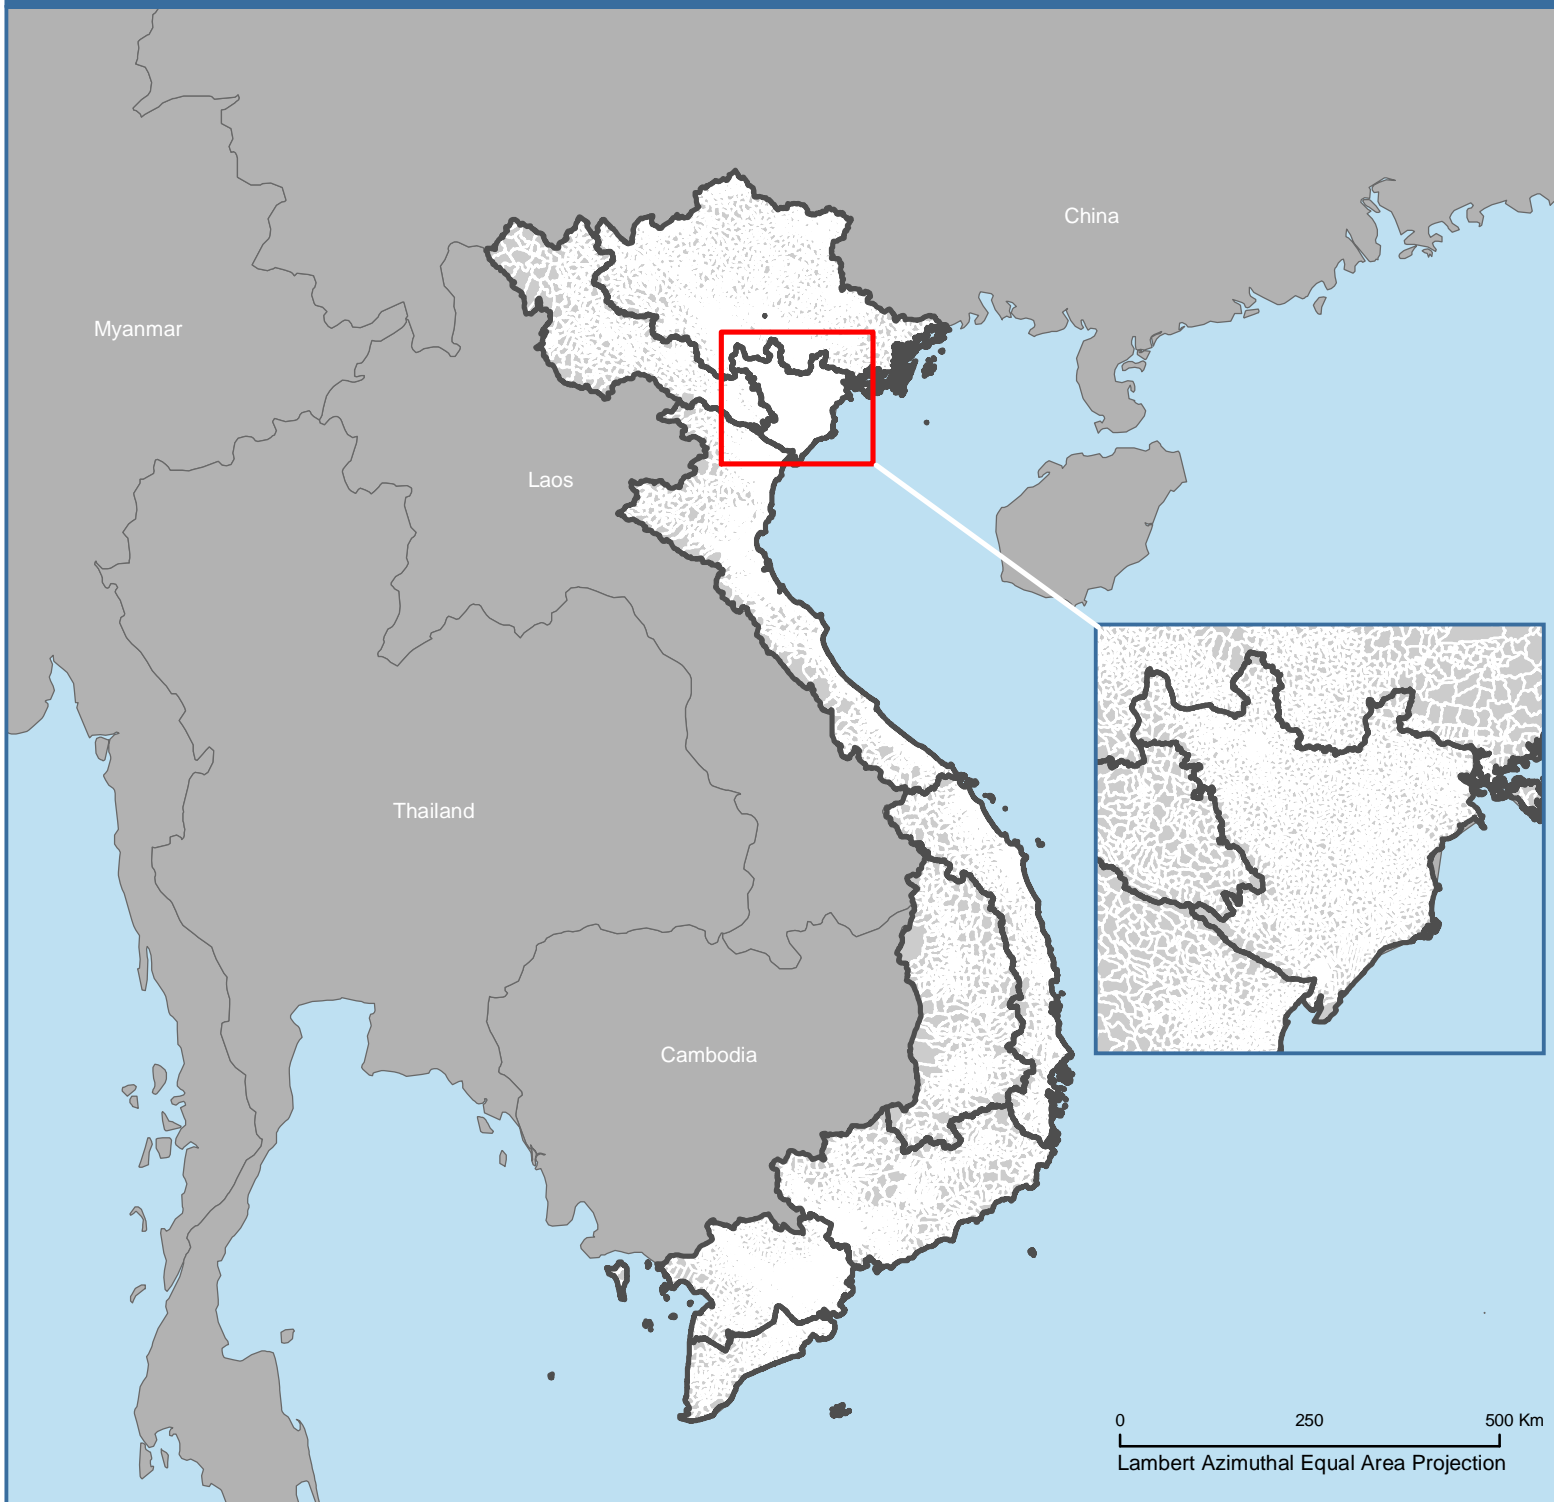 China
Myanmar
Laos
Thailand
Cambodia
0 250 500 Km
Lambert Azimuthal Equal Area Projection